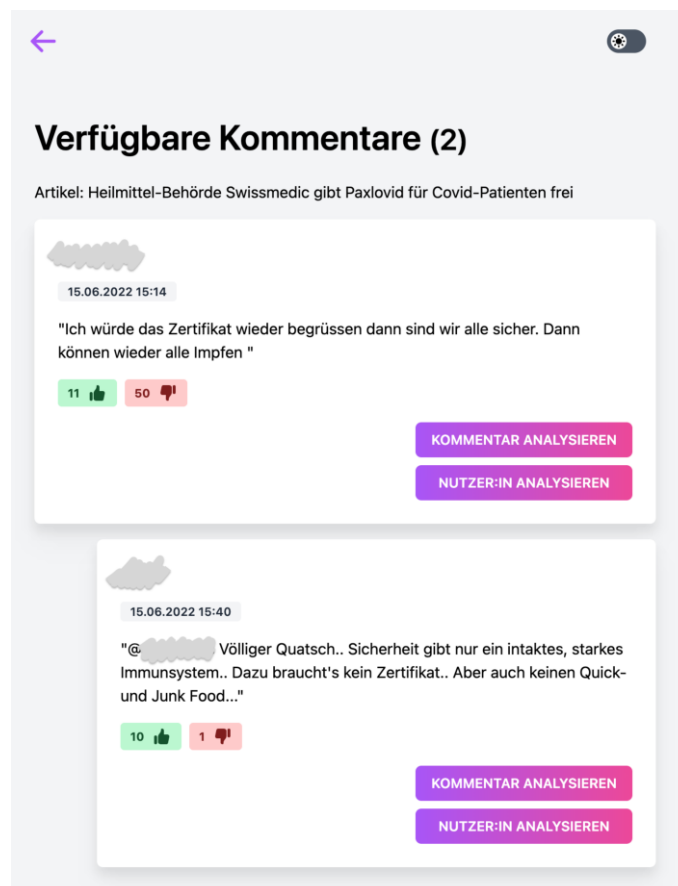 Verfügbare Kommentare (2)
Artikel: Heilmittel-Behörde Swissmedic gibt Paxlovid für Covid-Patienten frei
15.06.2022 15:14
"Ich würde das Zertifikat wieder begrüssen dann sind wir alle sicher. Dann
können wieder alle Impfen "
11 50
KOMMENTAR ANALYSIEREN
NUTZER:IN ANALYSIEREN
15.06.2022 15:40
"@ Völliger Quatsch.. Sicherheit gibt nur ein intaktes, starkes
Immunsystem.. Dazu braucht's kein Zertifikat.. Aber auch keinen Quick-
und Junk Food..."
10 1
KOMMENTAR ANALYSIEREN
NUTZER:IN ANALYSIEREN